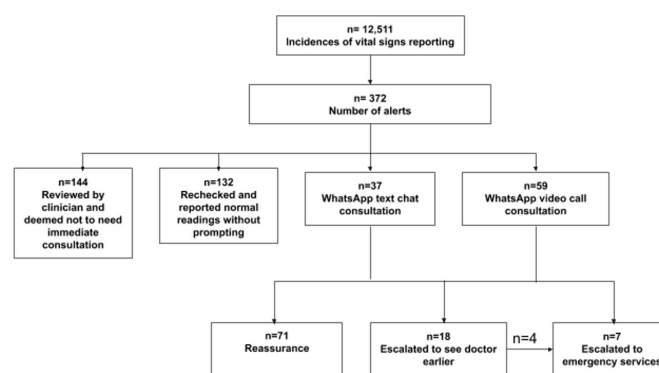 n= 12,511
Incidences of vital signs reporting
n= 372
Number of alerts
n=144
Reviewed by
clinician and
deemed not to need
immediate
consultation
n=132
Rechecked and
reported normal
readings without
prompting
n=37
WhatsApp text chat
consultation
n=59
WhatsApp video call
consultation
n=71
Reassurance
n=18
Escalated to see doctor
earlier
n=4
n=7
Escalated to
emergency services